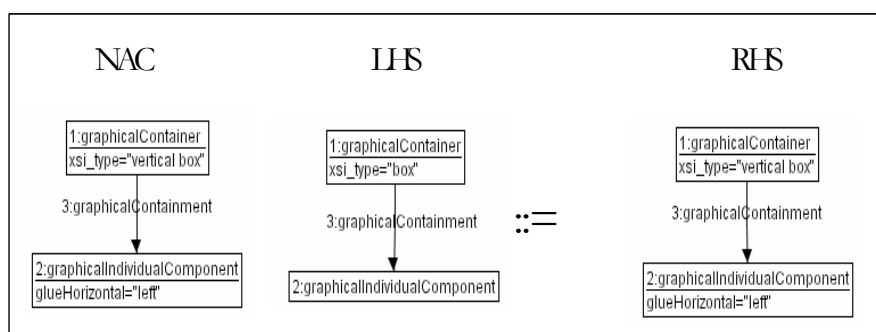 NAC LHS RHS
1:graphicalContainer
xsi_type="vertical box"
3:graphicalContainment
2:graphicalIndividualComponent
glueHorizontal="left"
1:graphicalContainer
xsi_type="box"
3:graphicalContainment
2:graphicalIndividualComponent
::=
1:graphicalContainer
xsi_type="vertical box"
3:graphicalContainment
2:graphicalIndividualComponent
glueHorizontal="left"